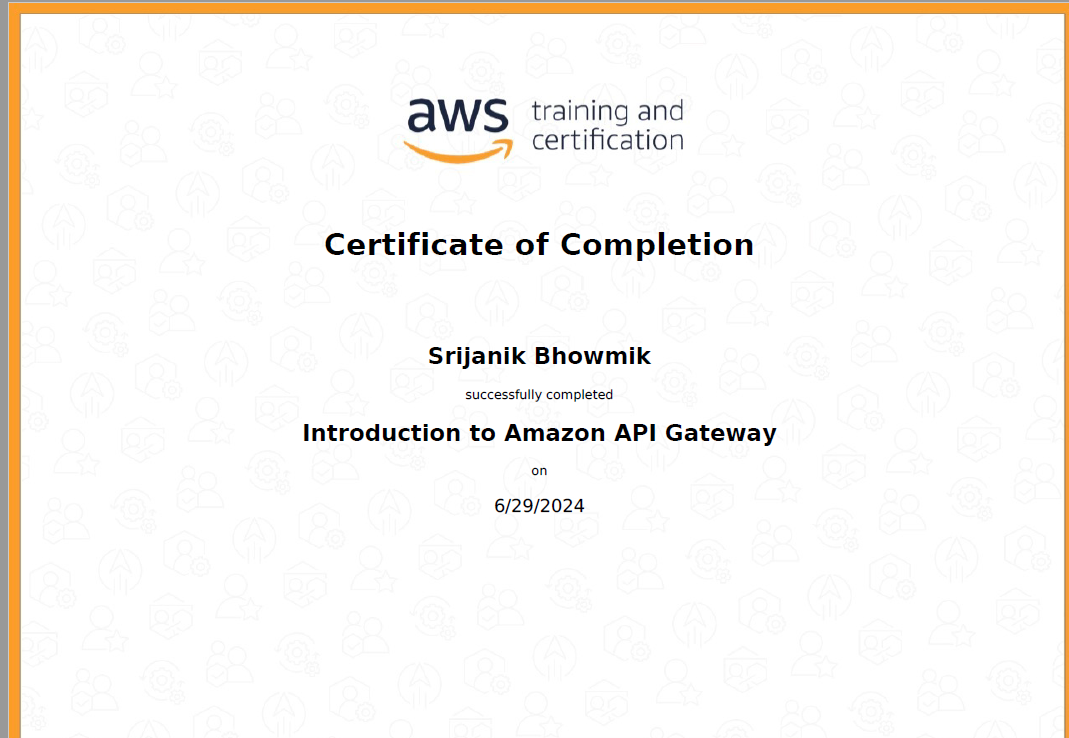 aws training and
certification
Certificate of Completion
Srijanik Bhowmik
successfully completed
Introduction to Amazon API Gateway
on
6/29/2024